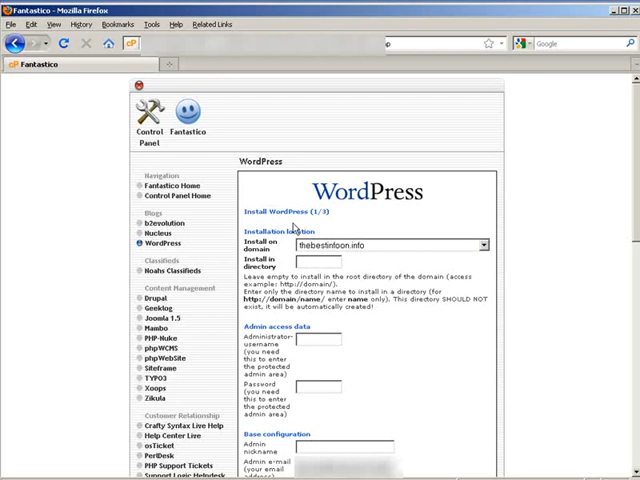 Fantastico - Mozilla Firefox
File Edit View History Bookmarks Tools Help Related Links
Google
Fantastico
Control Panel
Fantastico
WordPress
Navigation
Fantastico Home
Control Panel Home
Blogs
b2evolution
Nucleus
WordPress
Classifieds
Noahs Classifieds
Content Management
Drupal
Geeklog
Joomla 1.5
Mambo
PHP-Nuke
phpWCMS
phpWebSite
Siteframe
TYPO3
Xoops
Zikula
Customer Relationship
Crafty Syntax Live Help
Help Center Live
osTicket
PerlDesk
PHP Support Tickets
Support Logic Helpdesk
WordPress
Install WordPress (1/3)
Installation location
Install on domain
thebestinfoon.info
Install in directory
Leave empty to install in the root directory of the domain (access
example: http://domain/).
Enter only the directory name to install in a directory (for
http://domain/name/ enter name only). This directory SHOULD NOT
exist, it will be automatically created!
Admin access data
Administrator-
username
(you need
this to enter
the protected
admin area)
Password
(you need
this to enter
the protected
admin area)
Base configuration
Admin
nickname
Admin e-mail
(your email
address)